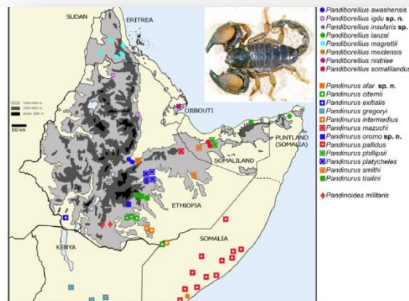 SUDAN
ERITREA
DJIBOUTI
SOMALILAND
PUNTLAND
(SOMALIA)
ETHIOPIA
SOMALIA
KENYA
Pandiborellius awashensis
Pandiborellius igdu sp. n.
Pandiborellius insularis sp.
Pandiborellius lanzai
Pandiborellius magrettii
Pandiborellius meidensis
Pandiborellius nistriae
Pandiborellius somalilandus
Pandinurus afar sp. n.
Pandinurus citernii
Pandinurus exitialis
Pandinurus gregoryi
Pandinurus intermedius
Pandinurus mazuchi
Pandinurus oromo sp. n.
Pandinurus pallidus
Pandinurus phillipsii
Pandinurus platycheles
Pandinurus smithi
Pandinurus trailini
Pandinoides militaris